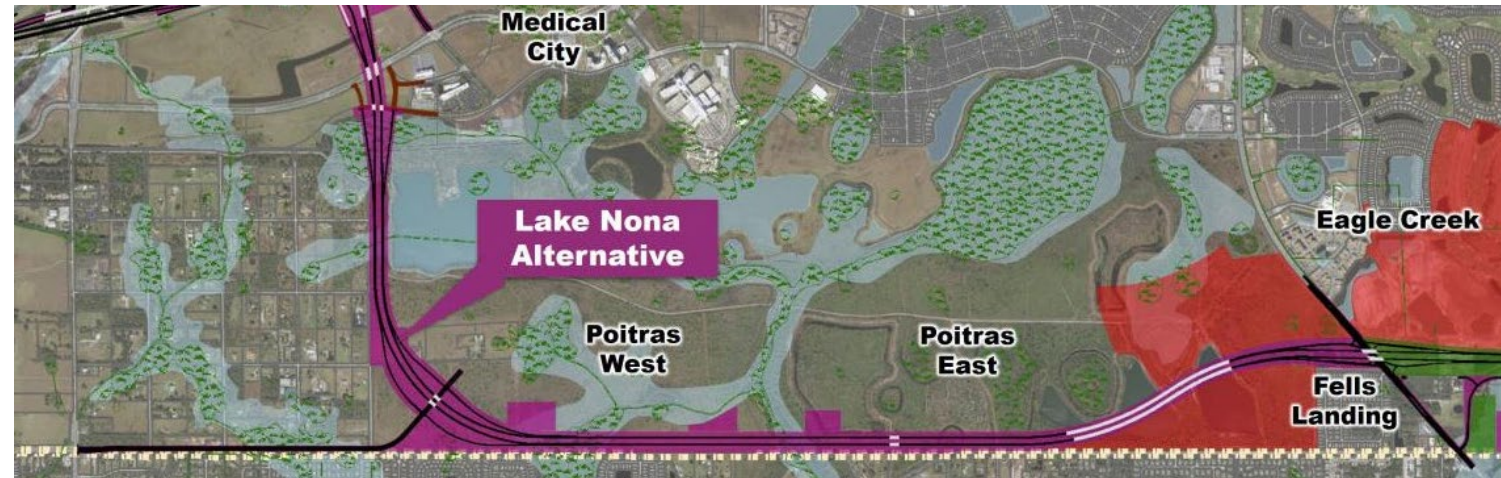 Medical
City
Lake Nona
Alternative
Eagle Creek
Poitras
West
Poitras
East
Fells
Landing